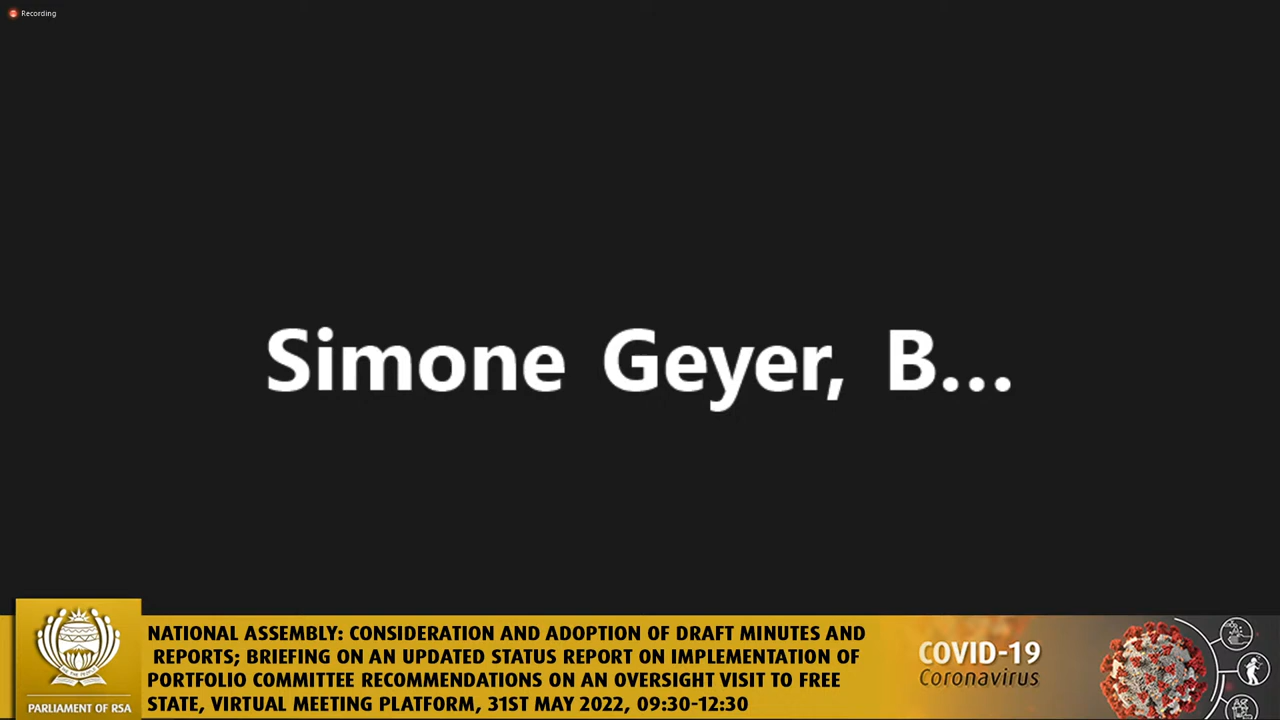 Recording
Simone Geyer, B...
NATIONAL ASSEMBLY: CONSIDERATION AND ADOPTION OF DRAFT MINUTES AND
REPORTS; BRIEFING ON AN UPDATED STATUS REPORT ON IMPLEMENTATION OF
PORTFOLIO COMMITTEE RECOMMENDATIONS ON AN OVERSIGHT VISIT TO FREE
STATE, VIRTUAL MEETING PLATFORM, 31ST MAY 2022, 09:30-12:30
PARLIAMENT OF RSA
COVID-19
Coronavirus